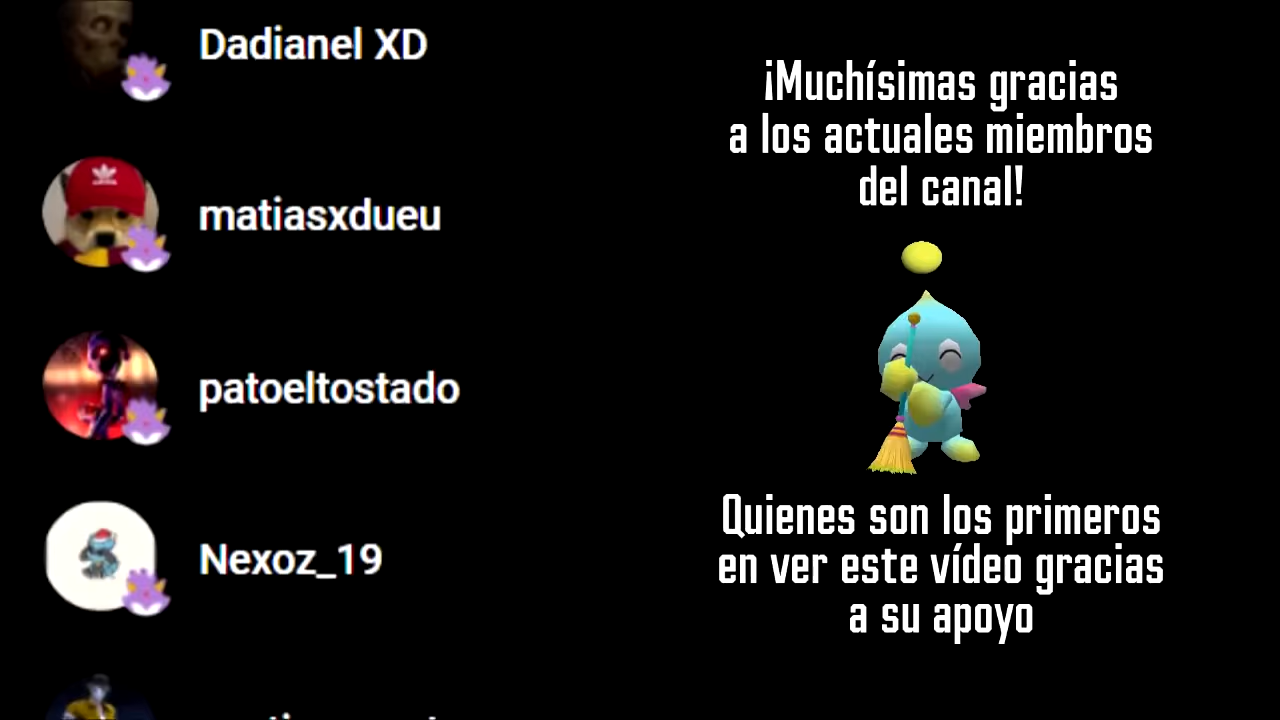 Dadianel XD
matiasxdueu
patoeltostado
Nexoz_19
¡Muchísimas gracias
a los actuales miembros
del canal!
Quienes son los primeros
en ver este vídeo gracias
a su apoyo